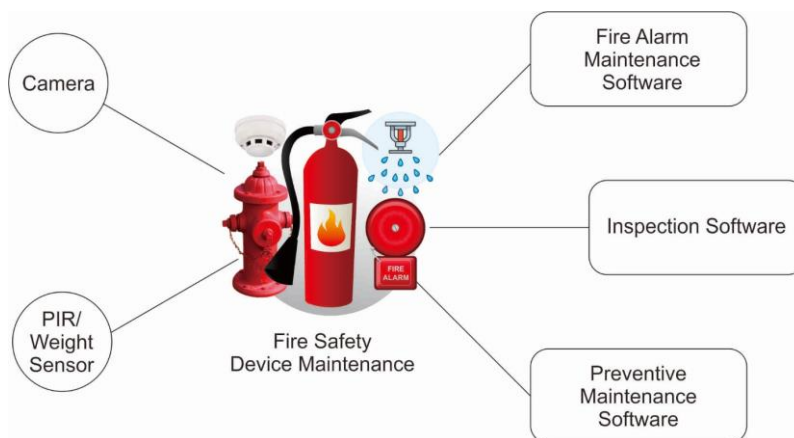 Camera
PIR/
Weight
Sensor
FIRE
ALARM
Fire Safety
Device Maintenance
Fire Alarm
Maintenance
Software
Inspection Software
Preventive
Maintenance
Software